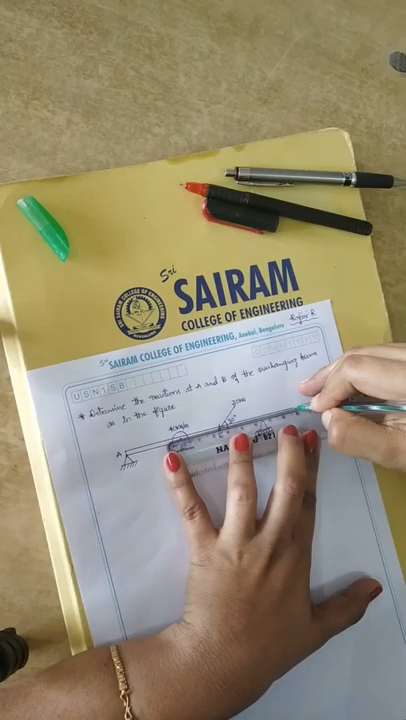 Sri
SAIRAM
COLLEGE OF ENGINEERING
Sri SAIRAM COLLEGE OF ENGINEERING, Anekal, Bengaluru
USN 1SB
* Determine the reactions at A and B of the overhanging beam
as in the figure
A